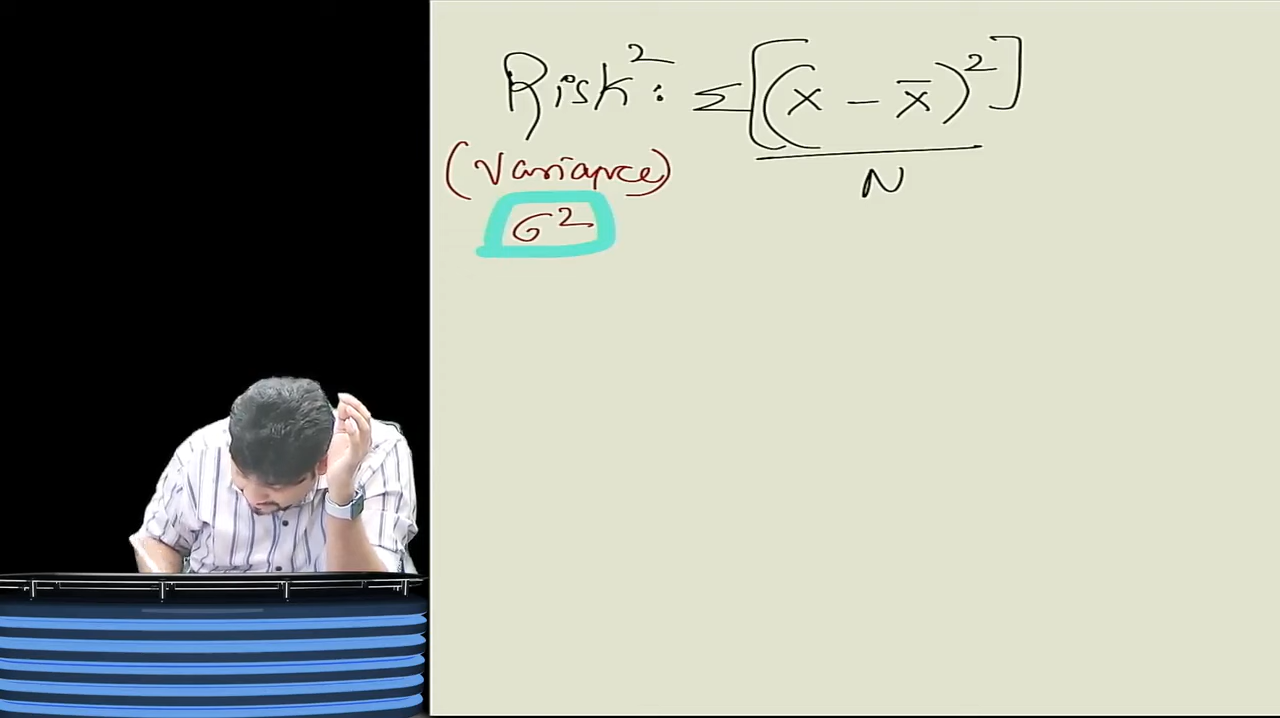 Risk²: Σ[(x - x̄)²]
N
(Variance)
σ²